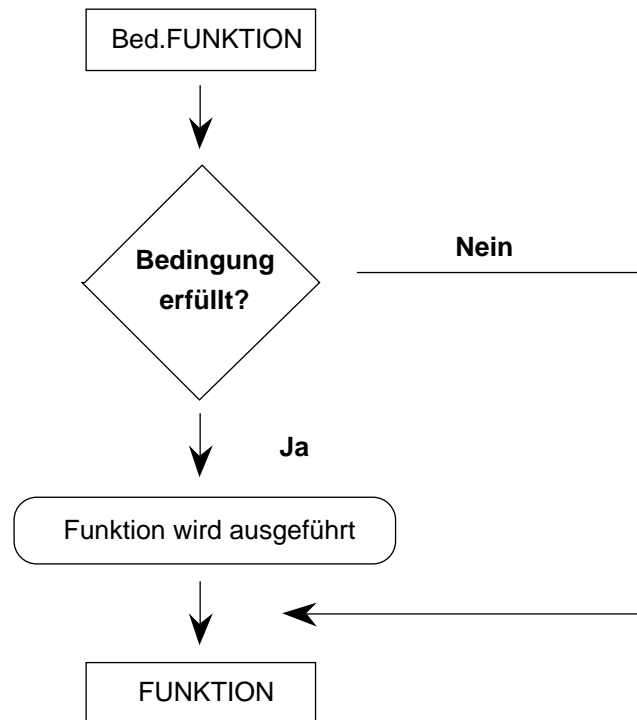 Bed.FUNKTION
Bedingung
erfüllt?
Nein
Ja
Funktion wird ausgeführt
FUNKTION